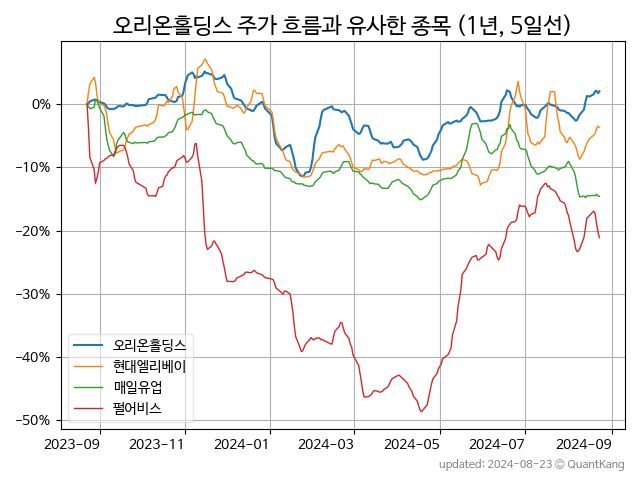 오리온홀딩스 주가 흐름과 유사한 종목 (1년, 5일선)
0%
−10%
−20%
−30%
−40%
−50%
오리온홀딩스
현대엘리베이
매일유업
펄어비스
2023-09
2023-11
2024-01
2024-03
2024-05
2024-07
2024-09
updated: 2024-08-23 ⓒ QuantKang